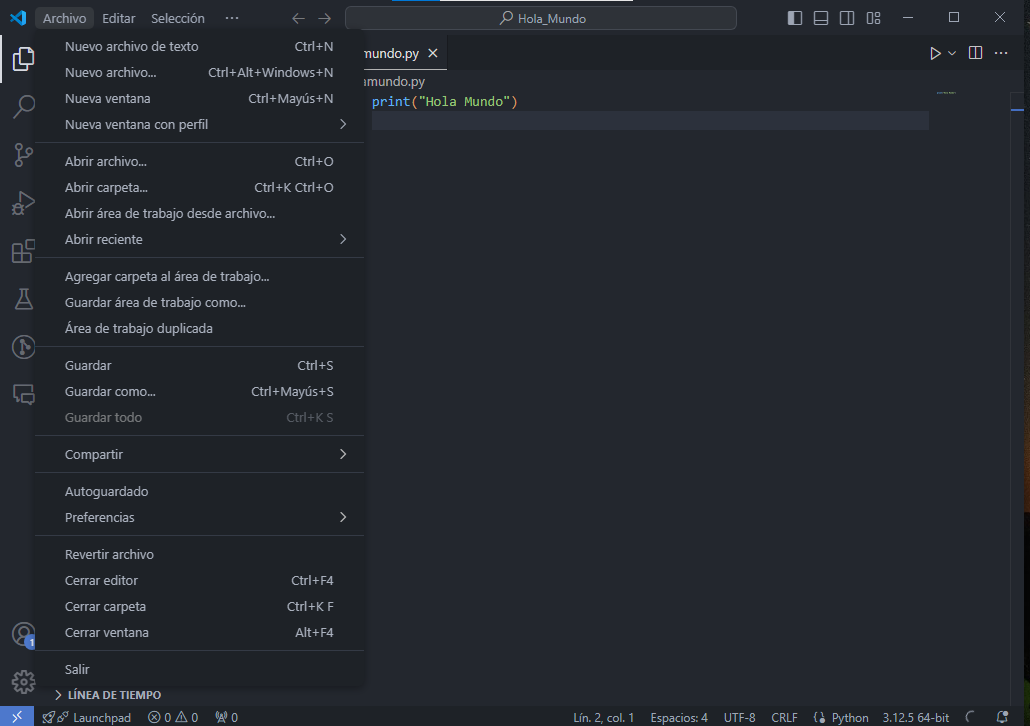 Archivo Editar Selección ··· Hola_Mundo
Nuevo archivo de texto Ctrl+N
Nuevo archivo... Ctrl+Alt+Windows+N
Nueva ventana Ctrl+Mayús+N
Nueva ventana con perfil
Abrir archivo... Ctrl+O
Abrir carpeta... Ctrl+K Ctrl+O
Abrir área de trabajo desde archivo...
Abrir reciente
Agregar carpeta al área de trabajo...
Guardar área de trabajo como...
Área de trabajo duplicada
Guardar Ctrl+S
Guardar como... Ctrl+Mayús+S
Guardar todo Ctrl+K S
Compartir
Autoguardado
Preferencias
Revertir archivo
Cerrar editor Ctrl+F4
Cerrar carpeta Ctrl+K F
Cerrar ventana Alt+F4
Salir
mundo.py
mundo.py
print("Hola Mundo")
1
LÍNEA DE TIEMPO
Launchpad 0 0 0 Lín. 2, col. 1 Espacios: 4 UTF-8 CRLF Python 3.12.5 64-bit